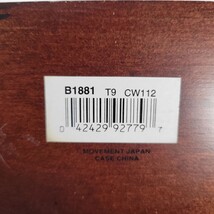 B1881 T9 CW112
0 42429 92779 7
MOVEMENT JAPAN
CASE CHINA